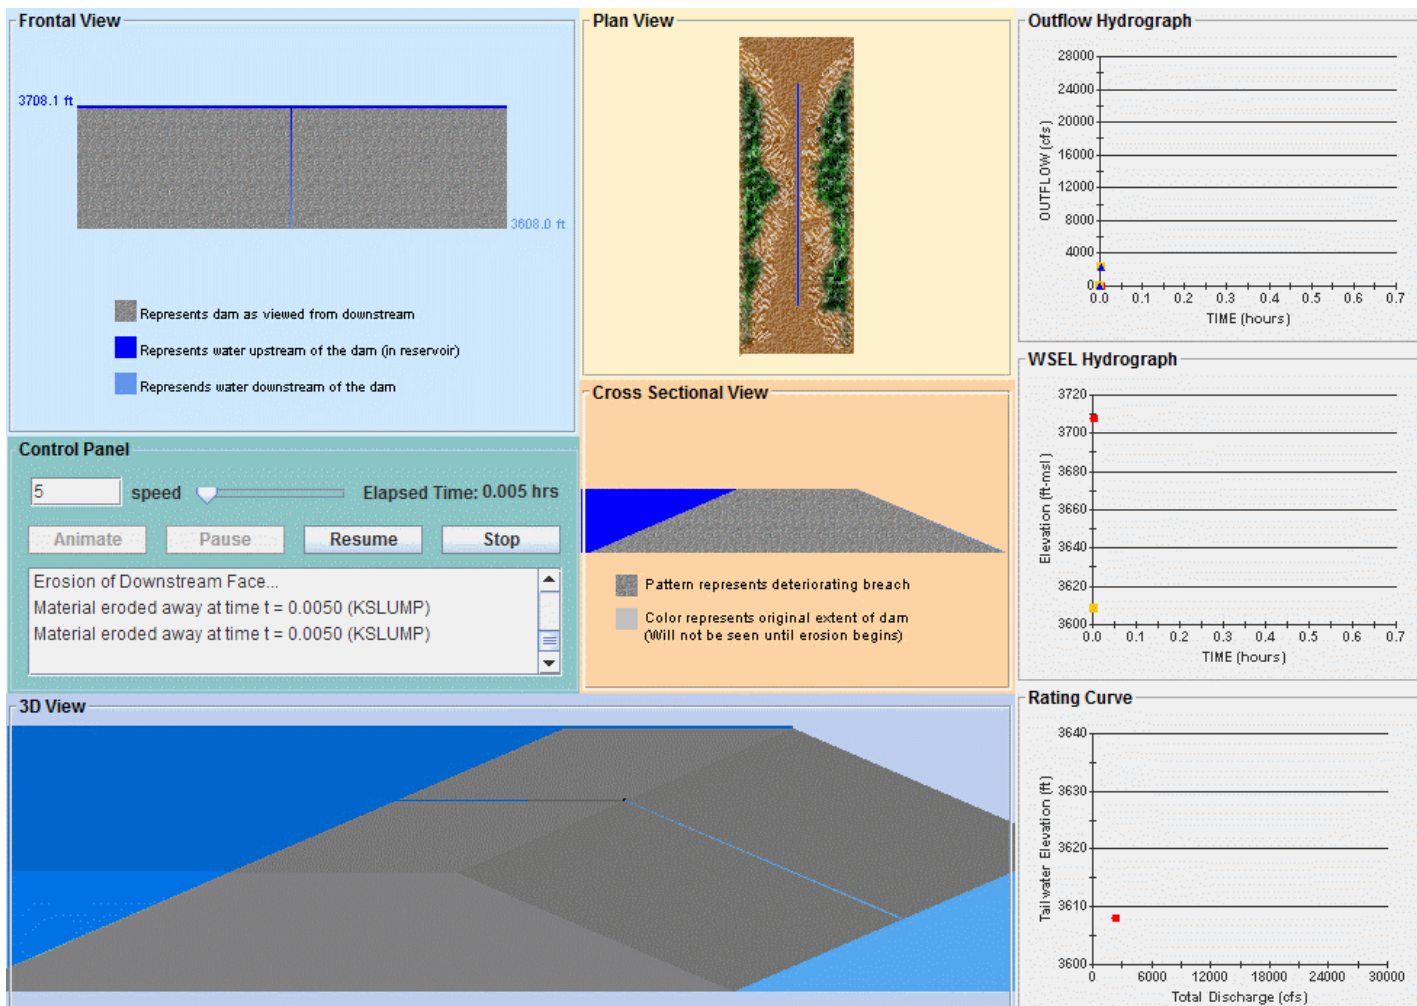 Frontal View
3708.1 ft
3608.0 ft
Represents dam as viewed from downstream
Represents water upstream of the dam (in reservoir)
Represends water downstream of the dam
Control Panel
5
speed
Elapsed Time: 0.005 hrs
Animate
Pause
Resume
Stop
Erosion of Downstream Face...
Material eroded away at time t = 0.0050 (KSLUMP)
Material eroded away at time t = 0.0050 (KSLUMP)
Plan View
Cross Sectional View
Pattern represents deteriorating breach
Color represents original extent of dam
(Will not be seen until erosion begins)
3D View
Outflow Hydrograph
OUTFLOW (cfs)
28000
24000
20000
16000
12000
8000
4000
0
0.0 0.1 0.2 0.3 0.4 0.5 0.6 0.7
TIME (hours)
WSEL Hydrograph
Elevation (ft-msl)
3720
3700
3680
3660
3640
3620
3600
0.0 0.1 0.2 0.3 0.4 0.5 0.6 0.7
TIME (hours)
Rating Curve
Tailwater Elevation (ft)
3640
3630
3620
3610
3600
0 6000 12000 18000 24000 30000
Total Discharge (cfs)